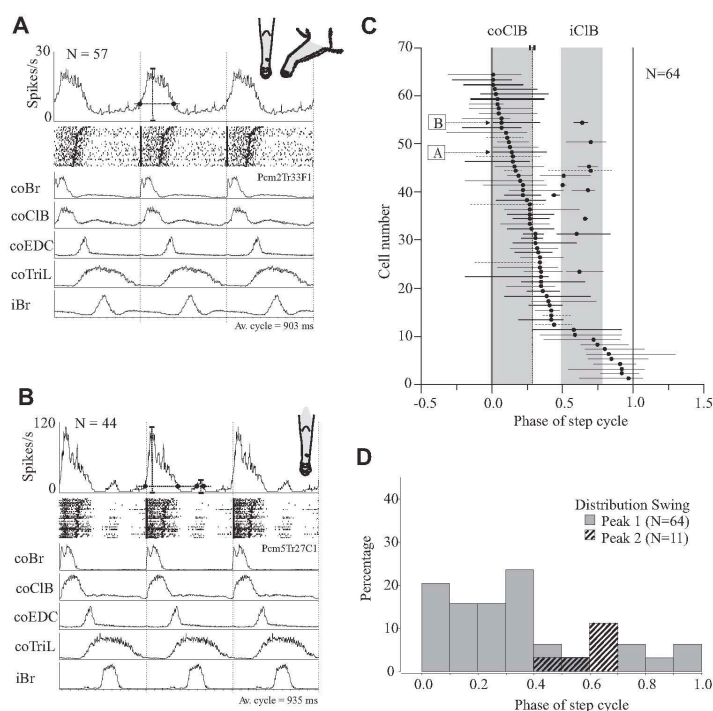 A
N = 57
30
Spikes/s
0
Pcm2Tr33F1
coBr
coClB
coEDC
coTriL
iBr
Av. cycle = 903 ms
B
N = 44
120
Spikes/s
0
Pcm5Tr27C1
coBr
coClB
coEDC
coTriL
iBr
Av. cycle = 935 ms
C
coClB iClB
70
N=64
60
B
50
A
40
30
20
10
0
Cell number
-0.5 0.0 0.5 1.0 1.5
Phase of step cycle
D
40
30
20
10
0
Percentage
Distribution Swing
Peak 1 (N=64)
Peak 2 (N=11)
0.0 0.2 0.4 0.6 0.8 1.0
Phase of step cycle